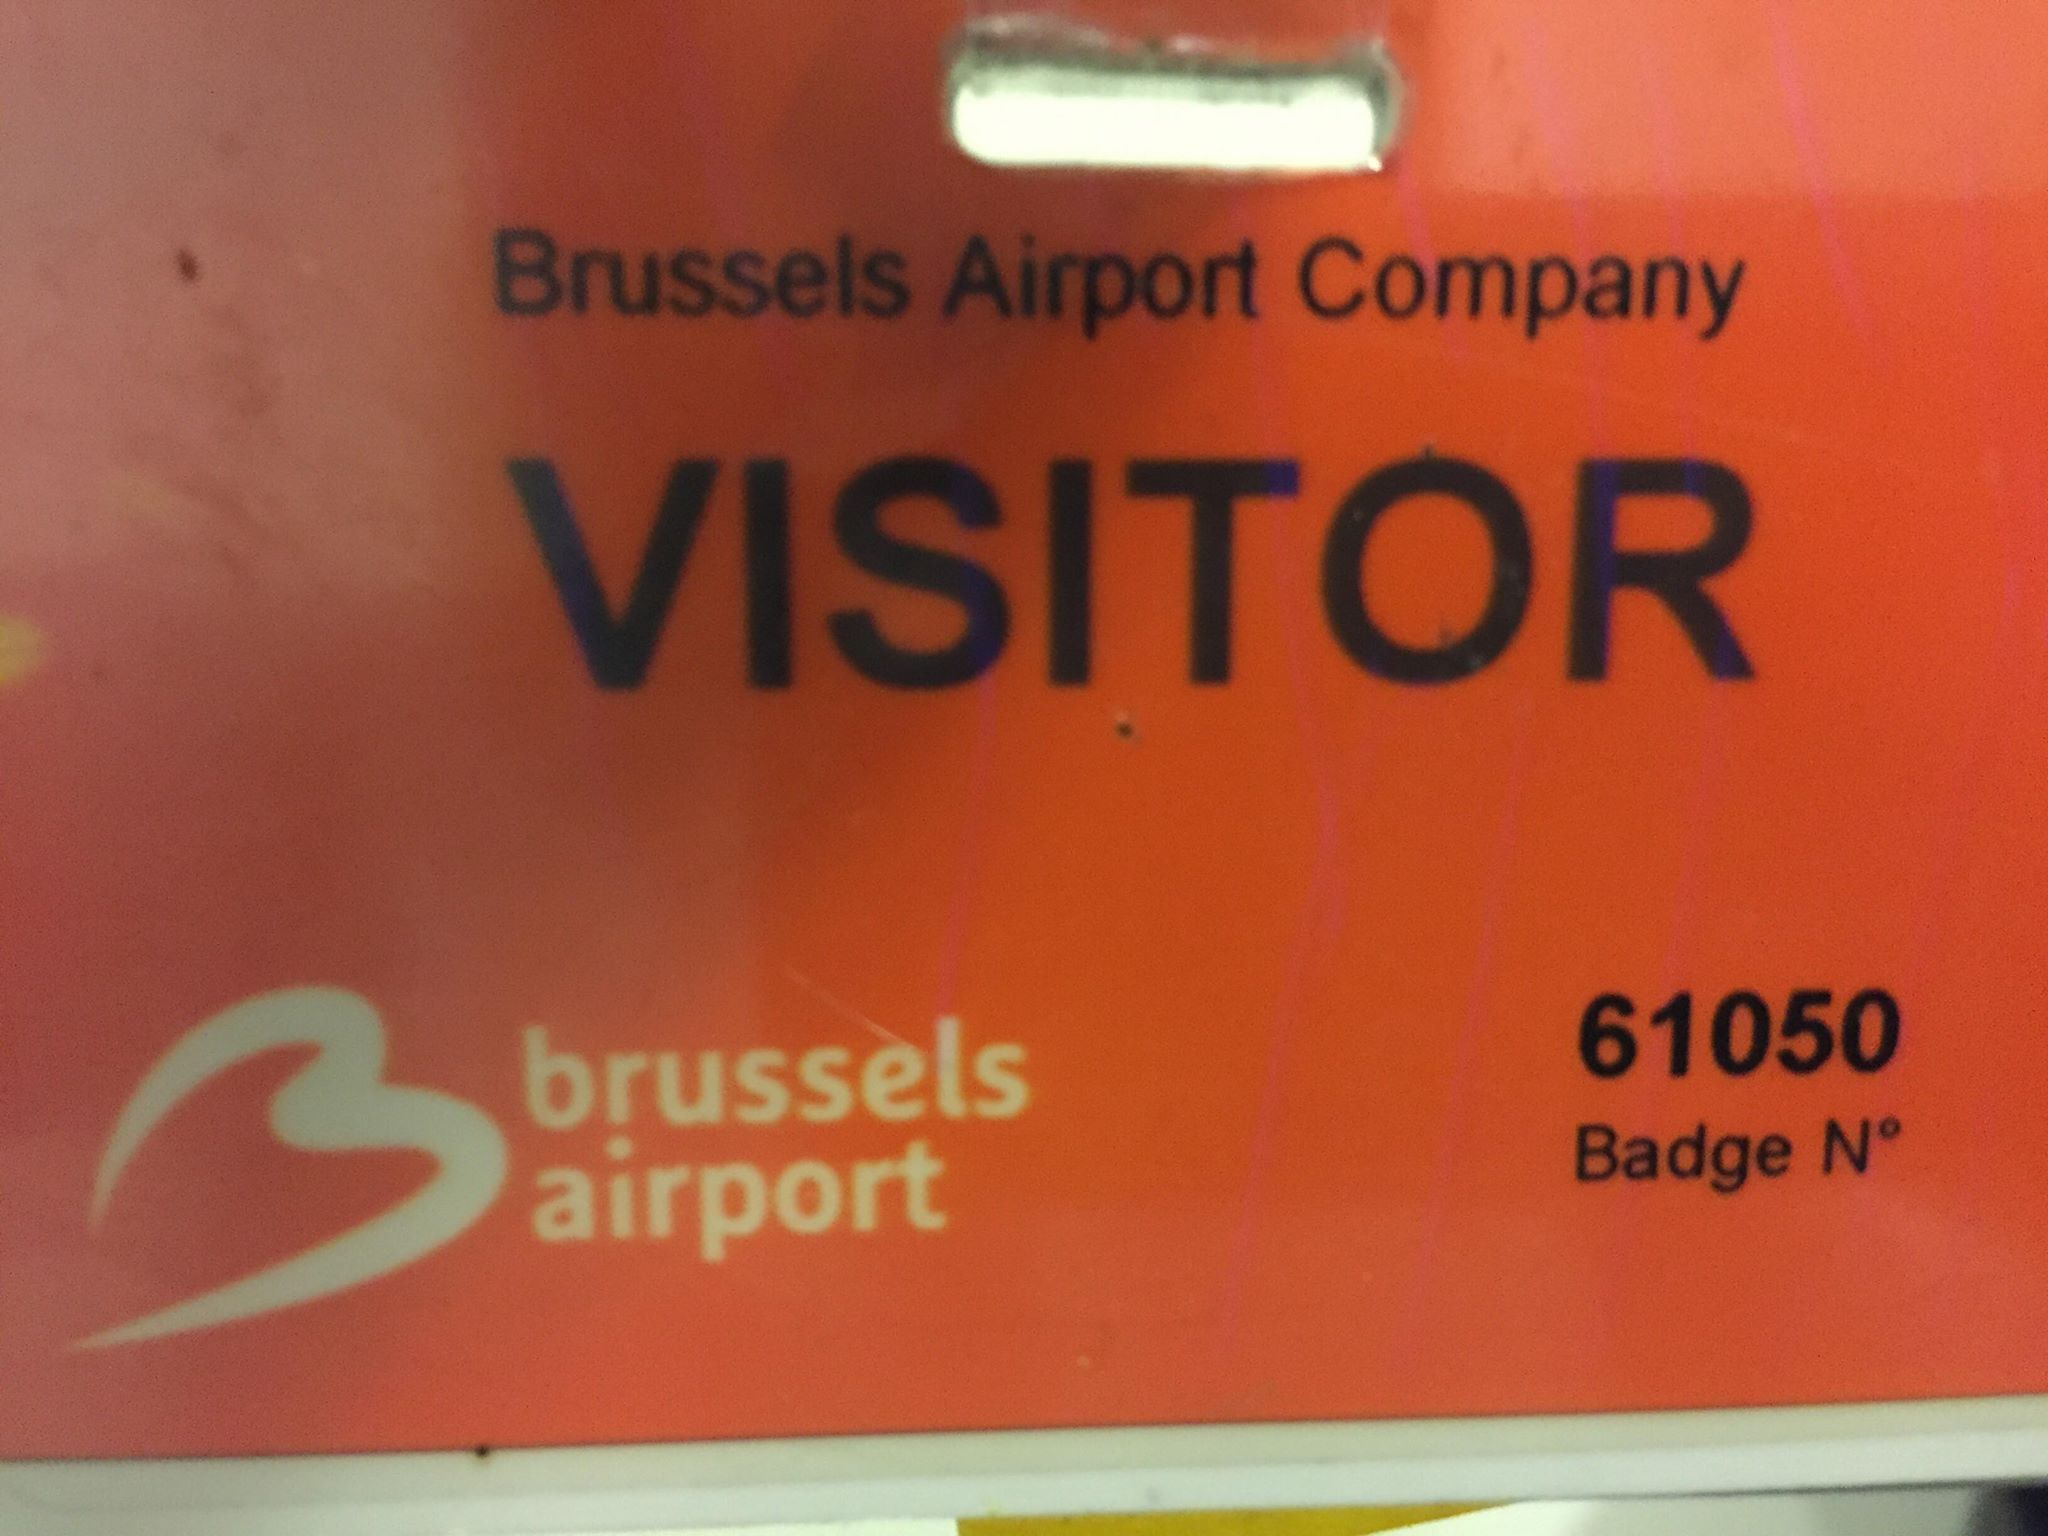 Brussels Airport Company
VISITOR
brussels
airport
61050
Badge N°